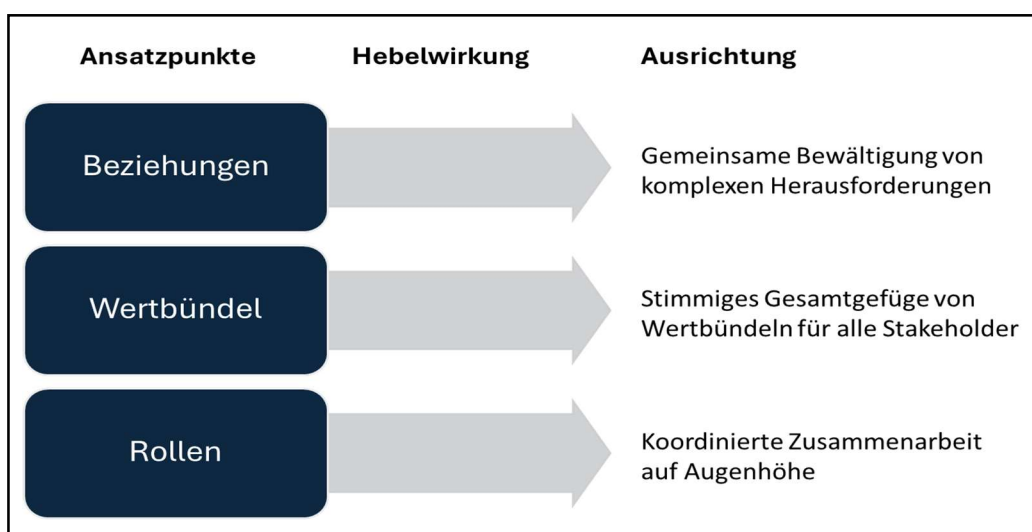 Ansatzpunkte
Hebelwirkung
Ausrichtung
Beziehungen
Gemeinsame Bewältigung von
komplexen Herausforderungen
Wertbündel
Stimmiges Gesamtgefüge von
Wertbündeln für alle Stakeholder
Rollen
Koordinierte Zusammenarbeit
auf Augenhöhe